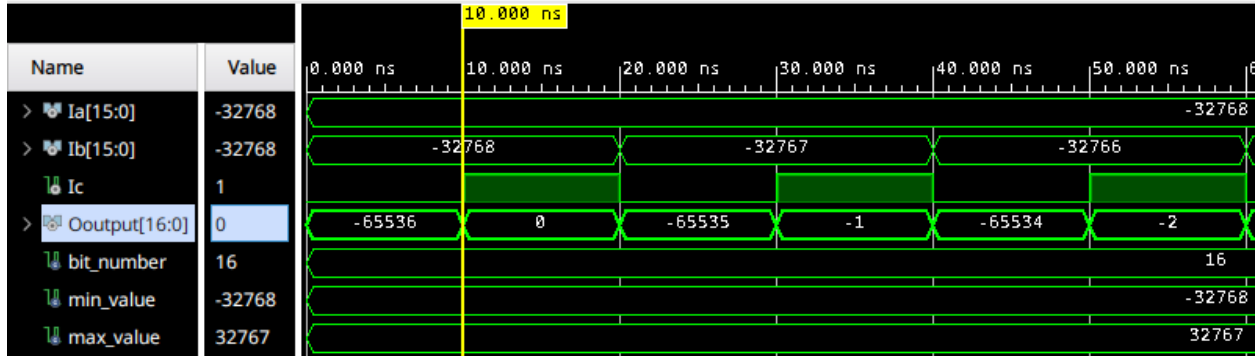 10.000 ns
Name Value 0.000 ns 10.000 ns 20.000 ns 30.000 ns 40.000 ns 50.000 ns 6
Ia[15:0] -32768 -32768
Ib[15:0] -32768 -32768 -32767 -32766
Ic 1
Ooutput[16:0] 0 -65536 0 -65535 -1 -65534 -2
bit_number 16 16
min_value -32768 -32768
max_value 32767 32767